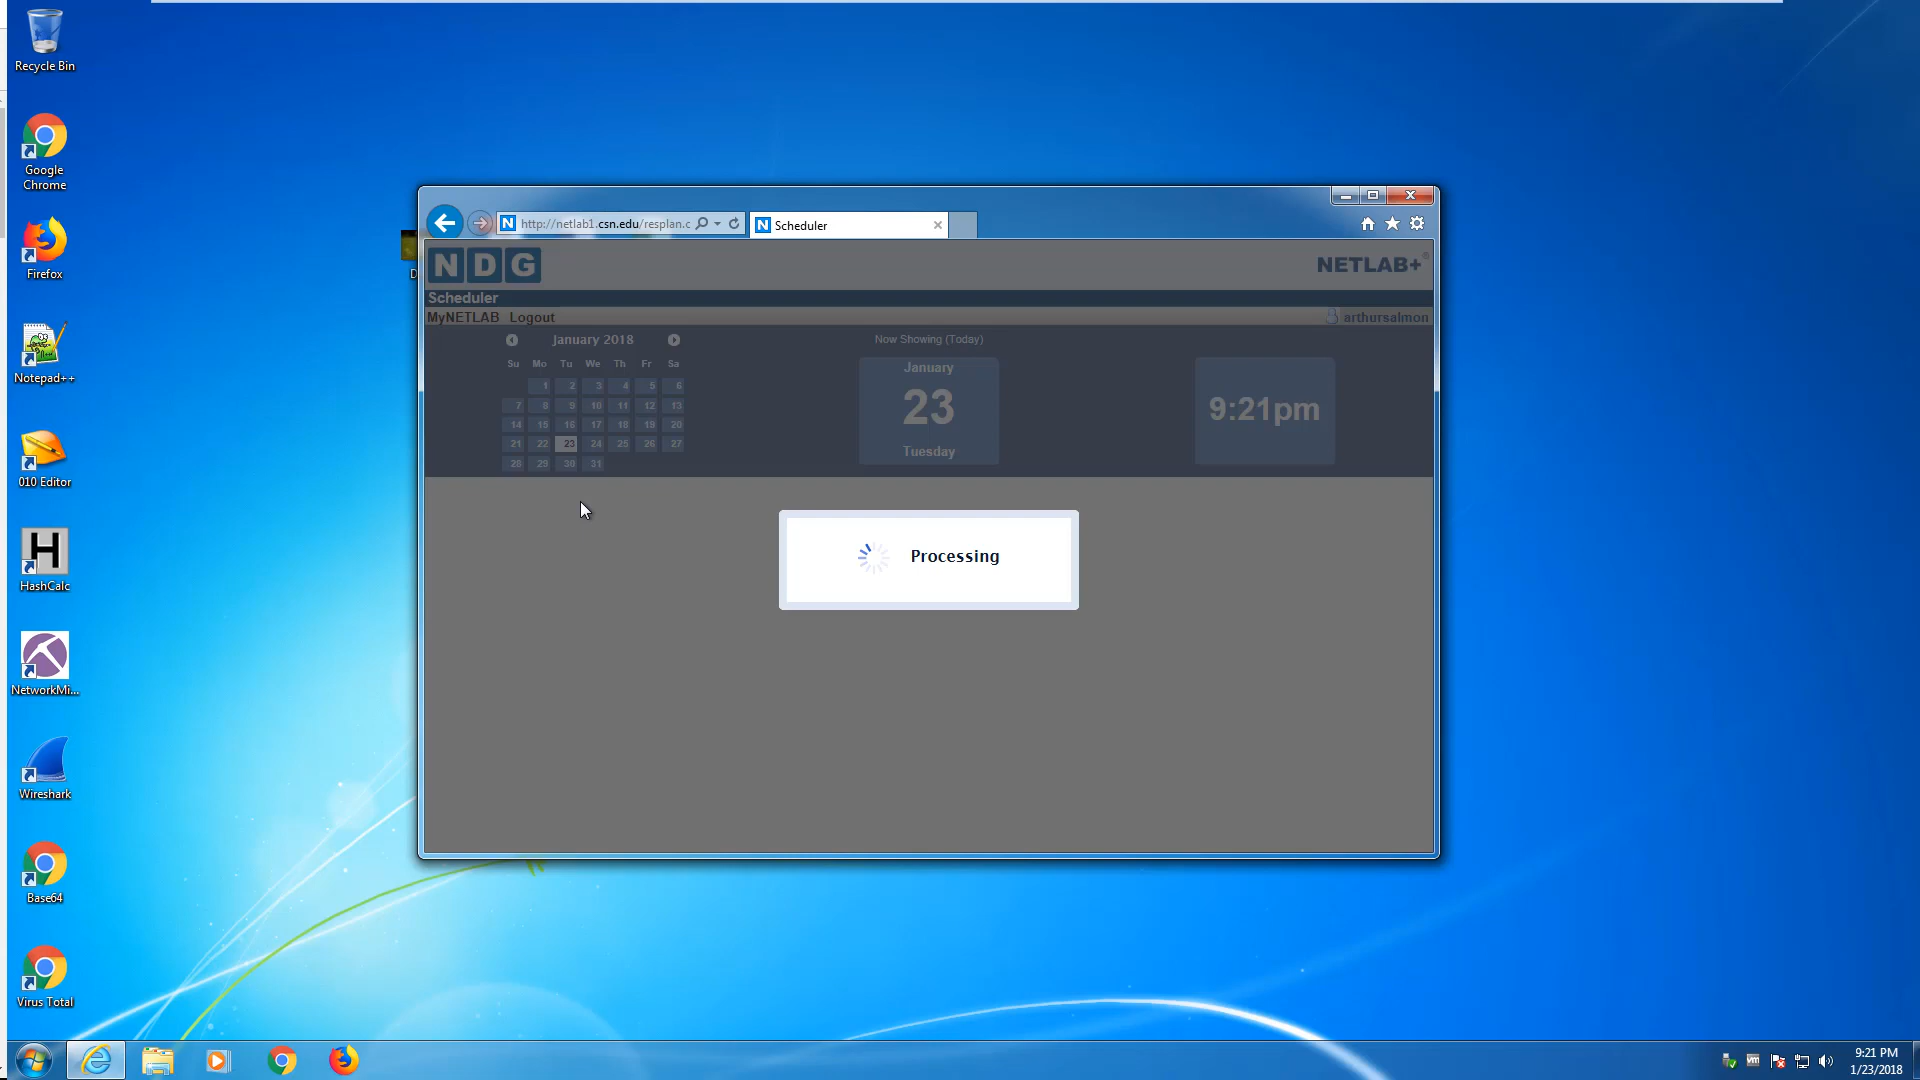 Recycle Bin
Google
Chrome
Firefox
Notepad++
010 Editor
HashCalc
NetworkMi...
Wireshark
Base64
Virus Total
D
http://netlab1.csn.edu/resplan.c
N Scheduler
NDG
NETLAB+®
Scheduler
MyNETLAB Logout
arthursalmon
January 2018
Su Mo Tu We Th Fr Sa
1 2 3 4 5 6
7 8 9 10 11 12 13
14 15 16 17 18 19 20
21 22 23 24 25 26 27
28 29 30 31
Now Showing (Today)
January
23
Tuesday
9:21pm
Processing
9:21 PM
1/23/2018